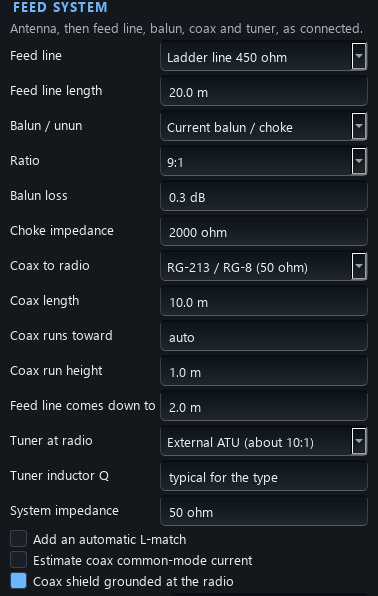 FEED SYSTEM
Antenna, then feed line, balun, coax and tuner, as connected.
Feed line Ladder line 450 ohm
Feed line length 20.0 m
Balun / unun Current balun / choke
Ratio 9:1
Balun loss 0.3 dB
Choke impedance 2000 ohm
Coax to radio RG-213 / RG-8 (50 ohm)
Coax length 10.0 m
Coax runs toward auto
Coax run height 1.0 m
Feed line comes down to 2.0 m
Tuner at radio External ATU (about 10:1)
Tuner inductor Q typical for the type
System impedance 50 ohm
Add an automatic L-match
Estimate coax common-mode current
Coax shield grounded at the radio